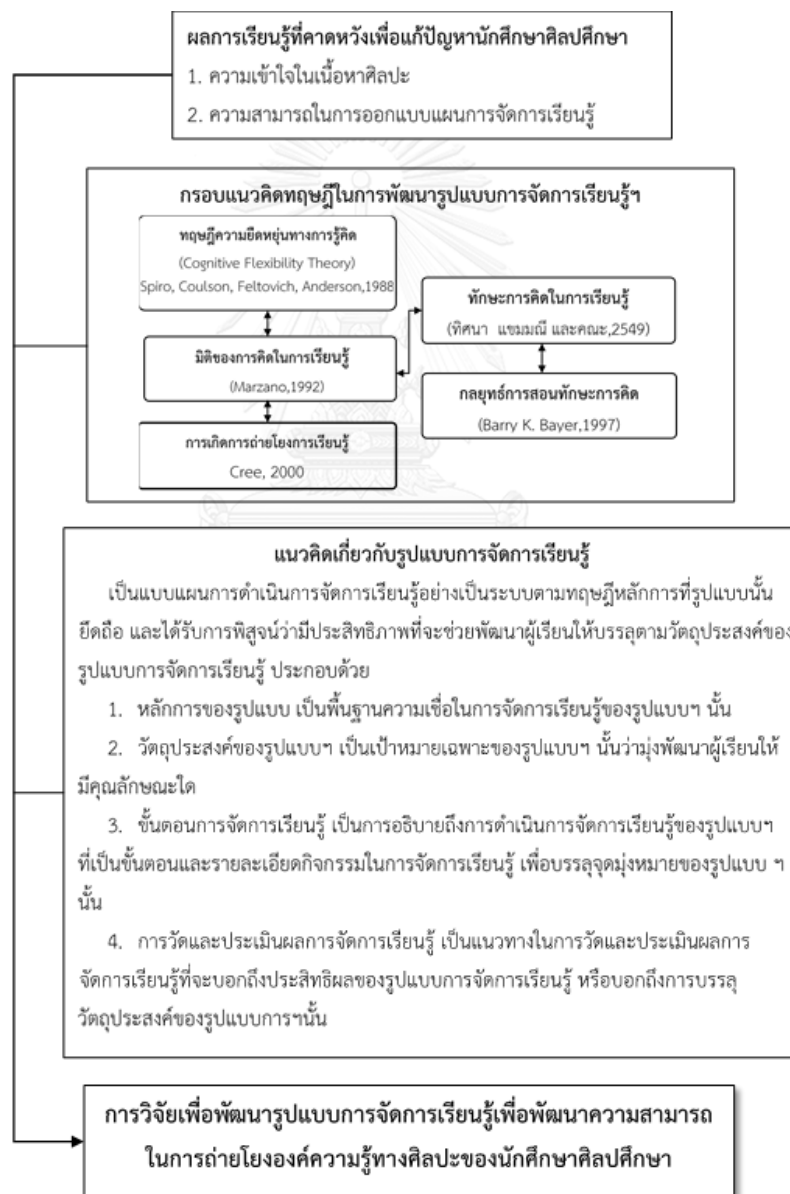 ผลการเรียนรู้ที่คาดหวังเพื่อแก้ปัญหานักศึกษาศิลปศึกษา
1. ความเข้าใจในเนื้อหาศิลปะ
2. ความสามารถในการออกแบบแผนการจัดการเรียนรู้
กรอบแนวคิดทฤษฎีในการพัฒนารูปแบบการจัดการเรียนรู้ฯ
ทฤษฎีความยืดหยุ่นทางการรู้คิด
(Cognitive Flexibility Theory)
Spiro, Coulson, Feltovich, Anderson,1988
มิติของการคิดในการเรียนรู้
(Marzano,1992)
การเกิดการถ่ายโยงการเรียนรู้
Cree, 2000
ทักษะการคิดในการเรียนรู้
(ทิศนา แขมมณี และคณะ,2549)
กลยุทธ์การสอนทักษะการคิด
(Barry K. Bayer,1997)
แนวคิดเกี่ยวกับรูปแบบการจัดการเรียนรู้
เป็นแบบแผนการดำเนินการจัดการเรียนรู้อย่างเป็นระบบตามทฤษฎีหลักการที่รูปแบบนั้น
ยึดถือ และได้รับการพิสูจน์ว่ามีประสิทธิภาพที่จะช่วยพัฒนาผู้เรียนให้บรรลุตามวัตถุประสงค์ของ
รูปแบบการจัดการเรียนรู้ ประกอบด้วย
1. หลักการของรูปแบบ เป็นพื้นฐานความเชื่อในการจัดการเรียนรู้ของรูปแบบฯ นั้น
2. วัตถุประสงค์ของรูปแบบฯ เป็นเป้าหมายเฉพาะของรูปแบบฯ นั้นว่ามุ่งพัฒนาผู้เรียนให้
มีคุณลักษณะใด
3. ขั้นตอนการจัดการเรียนรู้ เป็นการอธิบายถึงการดำเนินการจัดการเรียนรู้ของรูปแบบฯ
ที่เป็นขั้นตอนและรายละเอียดกิจกรรมในการจัดการเรียนรู้ เพื่อบรรลุจุดมุ่งหมายของรูปแบบ ฯ
นั้น
4. การวัดและประเมินผลการจัดการเรียนรู้ เป็นแนวทางในการวัดและประเมินผลการ
จัดการเรียนรู้ที่จะบอกถึงประสิทธิผลของรูปแบบการจัดการเรียนรู้ หรือบอกถึงการบรรลุ
วัตถุประสงค์ของรูปแบบการฯนั้น
การวิจัยเพื่อพัฒนารูปแบบการจัดการเรียนรู้เพื่อพัฒนาความสามารถ
ในการถ่ายโยงองค์ความรู้ทางศิลปะของนักศึกษาศิลปศึกษา